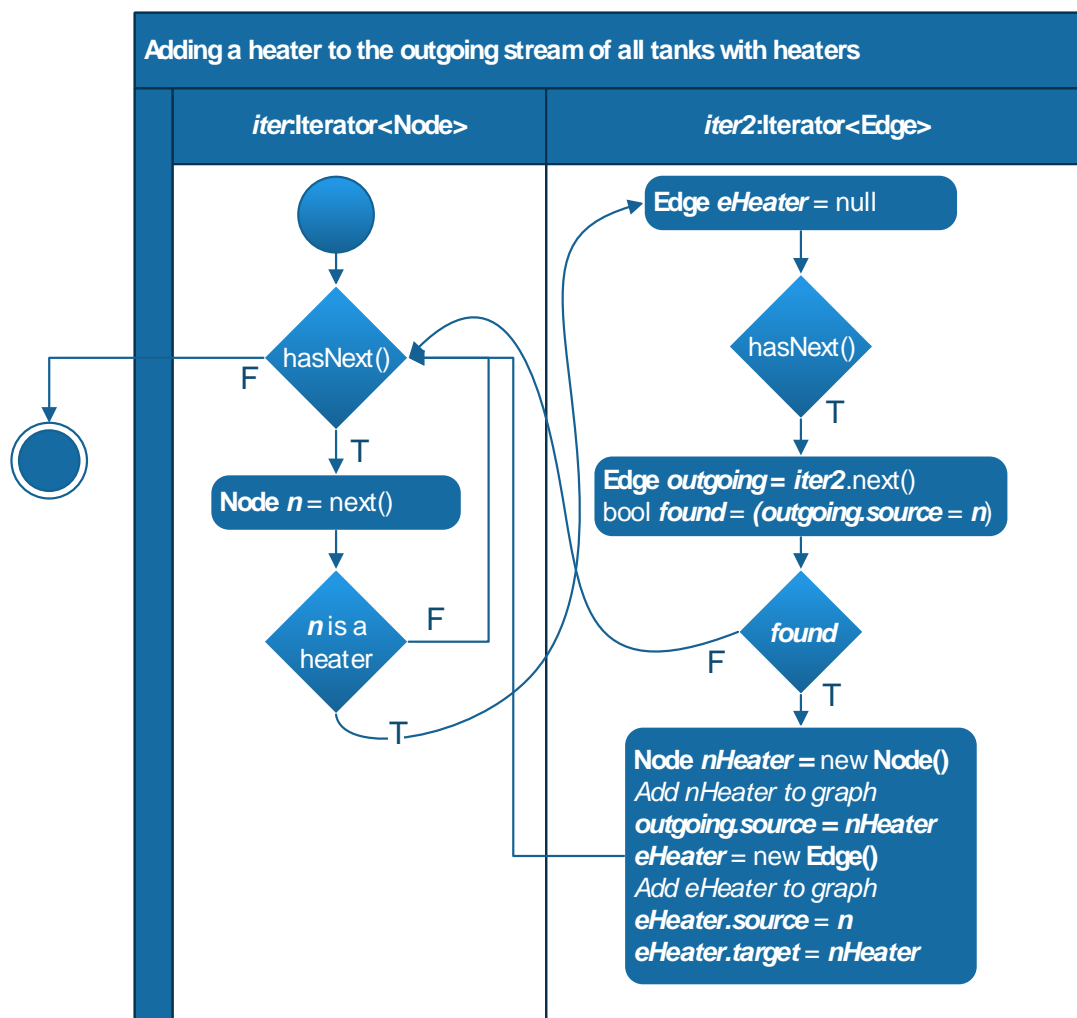 Adding a heater to the outgoing stream of all tanks with heaters
iter:Iterator<Node>
iter2:Iterator<Edge>
hasNext()
F
T
Node n = next()
n is a
heater
F
T
Edge eHeater = null
hasNext()
T
Edge outgoing = iter2.next()
bool found = (outgoing.source = n)
found
F
T
Node nHeater = new Node()
Add nHeater to graph
outgoing.source = nHeater
eHeater = new Edge()
Add eHeater to graph
eHeater.source = n
eHeater.target = nHeater